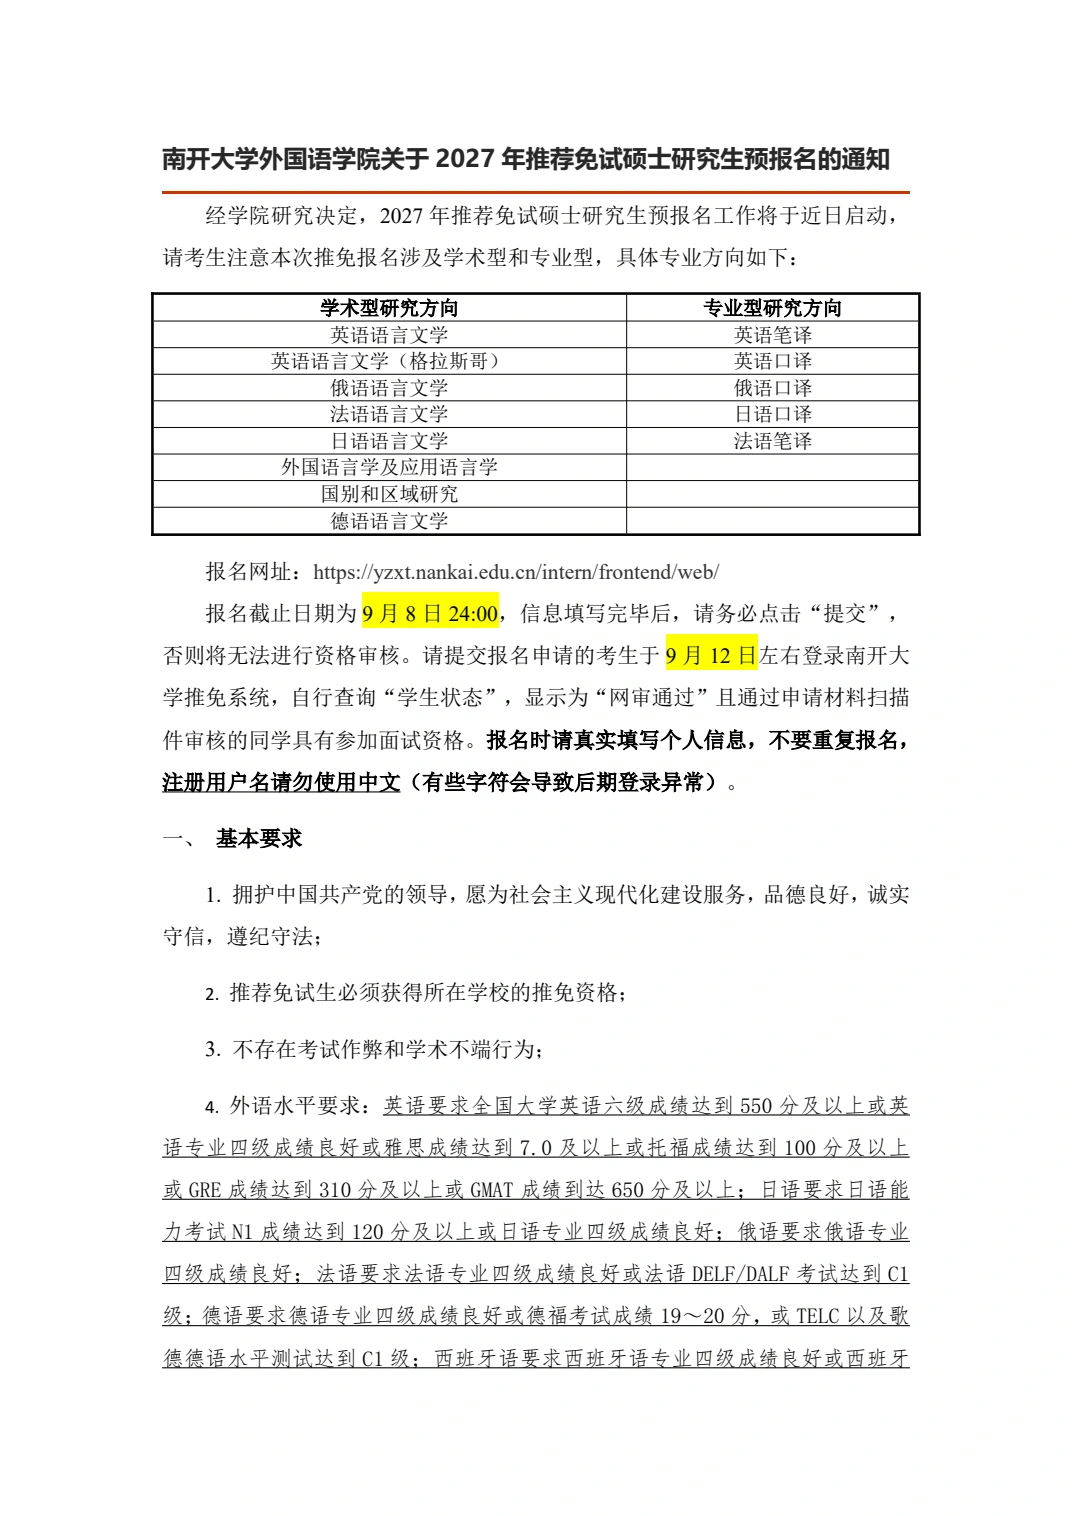 南开大学外国语学院关于 2027 年推荐免试硕士研究生预报名的通知
经学院研究决定，2027 年推荐免试硕士研究生预报名工作将于近日启动，
请考生注意本次推免报名涉及学术型和专业型，具体专业方向如下：
学术型研究方向 专业型研究方向
英语语言文学 英语笔译
英语语言文学（格拉斯哥） 英语口译
俄语语言文学 俄语口译
法语语言文学 日语口译
日语语言文学 法语笔译
外国语言学及应用语言学
国别和区域研究
德语语言文学
报名网址：https://yzxt.nankai.edu.cn/intern/frontend/web/
报名截止日期为 9 月 8 日 24:00，信息填写完毕后，请务必点击“提交”，
否则将无法进行资格审核。请提交报名申请的考生于 9 月 12 日左右登录南开大
学推免系统，自行查询“学生状态”，显示为“网审通过”且通过申请材料扫描
件审核的同学具有参加面试资格。报名时请真实填写个人信息，不要重复报名，
注册用户名请勿使用中文（有些字符会导致后期登录异常）。
一、 基本要求
1. 拥护中国共产党的领导，愿为社会主义现代化建设服务，品德良好，诚实
守信，遵纪守法；
2. 推荐免试生必须获得所在学校的推免资格；
3. 不存在考试作弊和学术不端行为；
4. 外语水平要求：英语要求全国大学英语六级成绩达到 550 分及以上或英
语专业四级成绩良好或雅思成绩达到 7.0 及以上或托福成绩达到 100 分及以上
或 GRE 成绩达到 310 分及以上或 GMAT 成绩到达 650 分及以上；日语要求日语能
力考试 N1 成绩达到 120 分及以上或日语专业四级成绩良好；俄语要求俄语专业
四级成绩良好；法语要求法语专业四级成绩良好或法语 DELF/DALF 考试达到 C1
级；德语要求德语专业四级成绩良好或德福考试成绩 19～20 分，或 TELC 以及歌
德德语水平测试达到 C1 级；西班牙语要求西班牙语专业四级成绩良好或西班牙